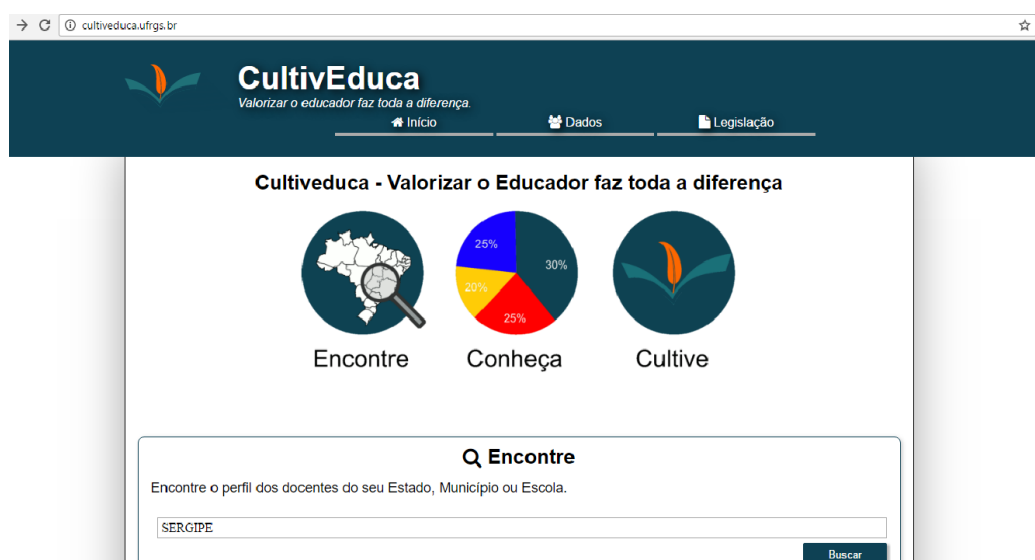 cultiveduca.ufrgs.br
CultivEduca
Valorizar o educador faz toda a diferença.
Início Dados Legislação
Cultiveduca - Valorizar o Educador faz toda a diferença
25%
30%
20%
25%
Encontre Conheça Cultive
Encontre
Encontre o perfil dos docentes do seu Estado, Município ou Escola.
SERGIPE
Buscar